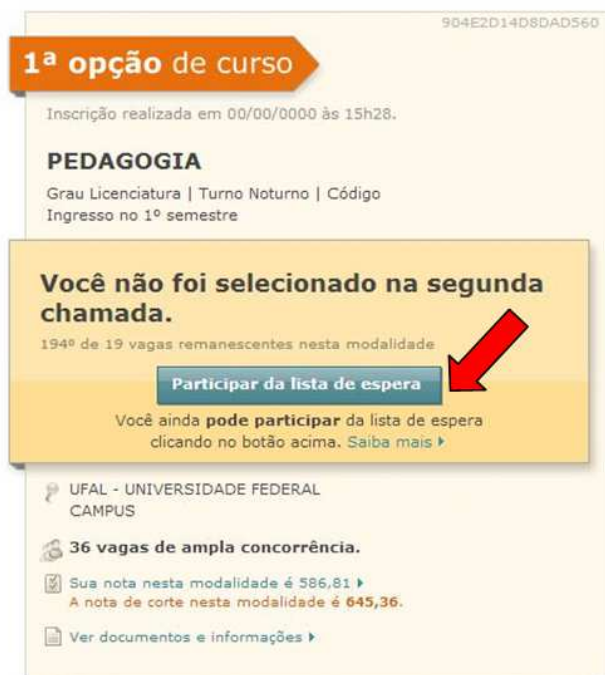 904E2D14D8DAD560
1ª opção de curso
Inscrição realizada em 00/00/0000 às 15h28.
PEDAGOGIA
Grau Licenciatura | Turno Noturno | Código
Ingresso no 1º semestre
Você não foi selecionado na segunda
chamada.
194º de 19 vagas remanescentes nesta modalidade
Participar da lista de espera
Você ainda pode participar da lista de espera
clicando no botão acima. Saiba mais
UFAL - UNIVERSIDADE FEDERAL
CAMPUS
36 vagas de ampla concorrência.
Sua nota nesta modalidade é 586,81
A nota de corte nesta modalidade é 645,36.
Ver documentos e informações